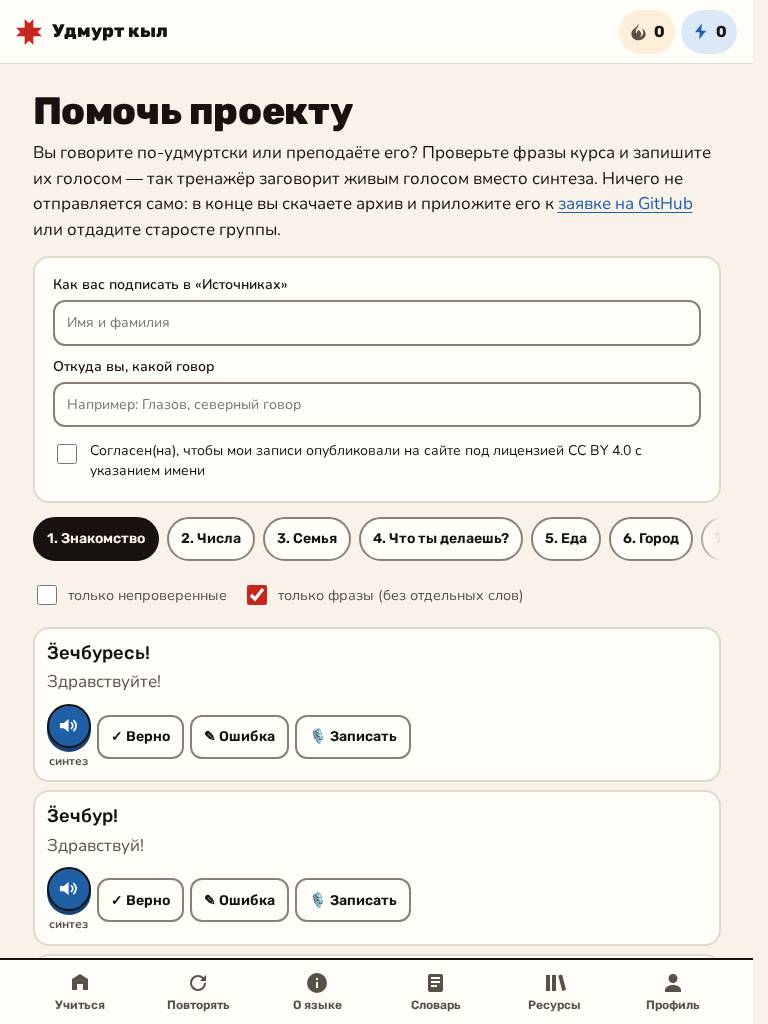 Удмурт кыл
0
0
Помочь проекту
Вы говорите по-удмуртски или преподаёте его? Проверьте фразы курса и запишите
их голосом — так тренажёр заговорит живым голосом вместо синтеза. Ничего не
отправляется само: в конце вы скачаете архив и приложите его к заявке на GitHub
или отдадите старосте группы.
Как вас подписать в «Источниках»
Имя и фамилия
Откуда вы, какой говор
Например: Глазов, северный говор
Согласен(на), чтобы мои записи опубликовали на сайте под лицензией CC BY 4.0 с
указанием имени
1. Знакомство
2. Числа
3. Семья
4. Что ты делаешь?
5. Еда
6. Город
только непроверенные
только фразы (без отдельных слов)
Ӟечбуресь!
Здравствуйте!
синтез
✓ Верно
✎ Ошибка
🎙️ Записать
Ӟечбур!
Здравствуй!
синтез
✓ Верно
✎ Ошибка
🎙️ Записать
Учиться
Повторять
О языке
Словарь
Ресурсы
Профиль